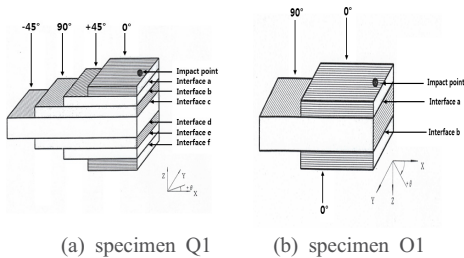 -45°
90°
+45°
0°
Impact point
Interface a
Interface b
Interface c
Interface d
Interface e
Interface f
Z
Y
+θ
X
(a) specimen Q1
90°
0°
Impact point
Interface a
Interface b
0°
X
+θ
Y
Z
(b) specimen O1